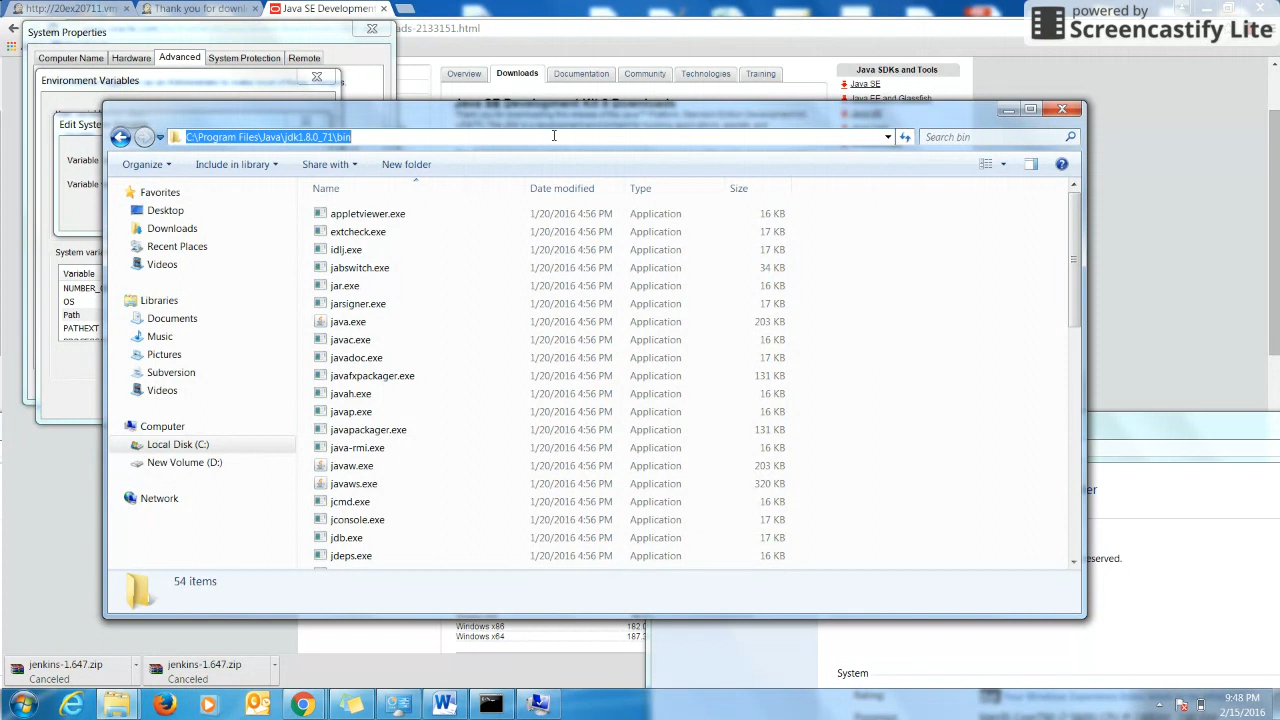 http://20ex20711.vm
Thank you for downl
Java SE Development
powered by
Screencastify Lite
ads-2133151.html
System Properties
Computer Name Hardware Advanced System Protection Remote
Environment Variables
Overview Downloads Documentation Community Technologies Training
Java SDKs and Tools
Java SE
Java EE and Glassfish
Edit System
Variable
Variable
System varia
Variable
NUMBER_O
OS
Path
PATHEXT
C:\Program Files\Java\jdk1.8.0_71\bin
Search bin
Organize Include in library Share with New folder
Favorites
Desktop
Downloads
Recent Places
Videos
Libraries
Documents
Music
Pictures
Subversion
Videos
Computer
Local Disk (C:)
New Volume (D:)
Network
Name Date modified Type Size
appletviewer.exe 1/20/2016 4:56 PM Application 16 KB
extcheck.exe 1/20/2016 4:56 PM Application 17 KB
idlj.exe 1/20/2016 4:56 PM Application 17 KB
jabswitch.exe 1/20/2016 4:56 PM Application 34 KB
jar.exe 1/20/2016 4:56 PM Application 16 KB
jarsigner.exe 1/20/2016 4:56 PM Application 17 KB
java.exe 1/20/2016 4:56 PM Application 203 KB
javac.exe 1/20/2016 4:56 PM Application 16 KB
javadoc.exe 1/20/2016 4:56 PM Application 17 KB
javafxpackager.exe 1/20/2016 4:56 PM Application 131 KB
javah.exe 1/20/2016 4:56 PM Application 16 KB
javap.exe 1/20/2016 4:56 PM Application 16 KB
javapackager.exe 1/20/2016 4:56 PM Application 131 KB
java-rmi.exe 1/20/2016 4:56 PM Application 16 KB
javaw.exe 1/20/2016 4:56 PM Application 203 KB
javaws.exe 1/20/2016 4:56 PM Application 320 KB
jcmd.exe 1/20/2016 4:56 PM Application 16 KB
jconsole.exe 1/20/2016 4:56 PM Application 17 KB
jdb.exe 1/20/2016 4:56 PM Application 17 KB
jdeps.exe 1/20/2016 4:56 PM Application 16 KB
54 items
er
eserved.
Windows x86 182.0
Windows x64 187.3
System
jenkins-1.647.zip
Canceled
jenkins-1.647.zip
Canceled
9:48 PM
2/15/2016